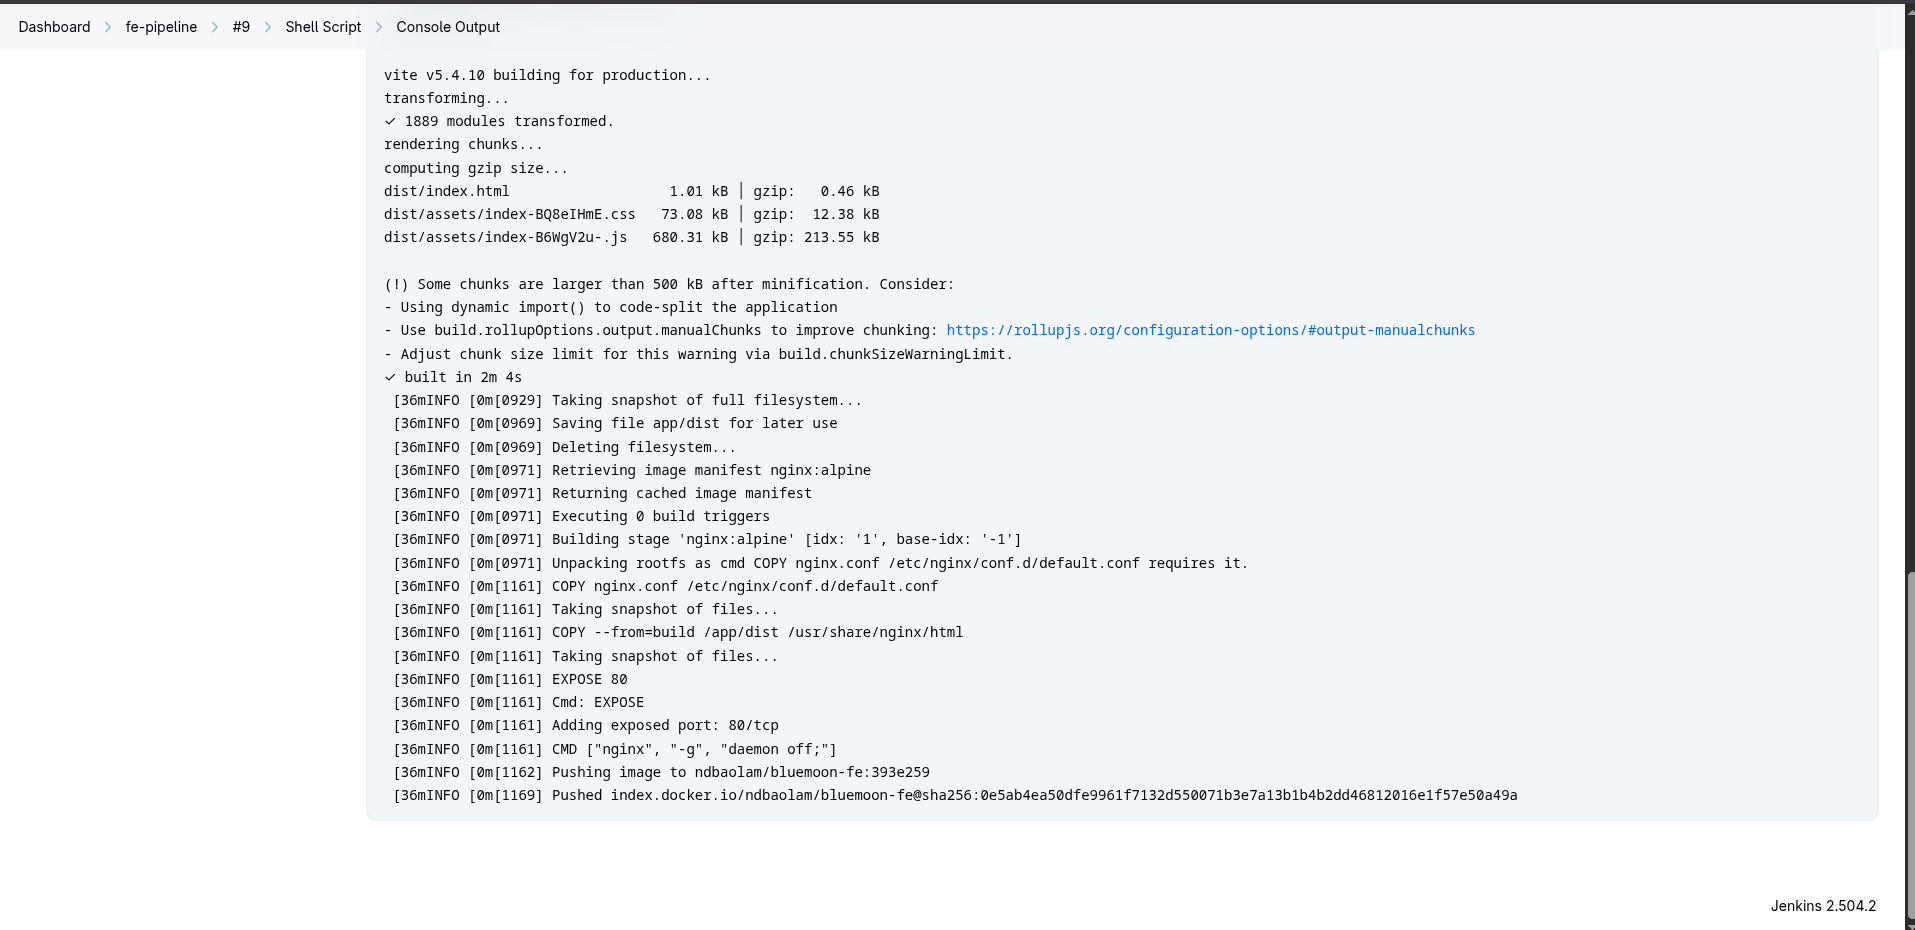 Dashboard > fe-pipeline > #9 > Shell Script > Console Output
vite v5.4.10 building for production...
transforming...
✓ 1889 modules transformed.
rendering chunks...
computing gzip size...
dist/index.html                   1.01 kB │ gzip:   0.46 kB
dist/assets/index-BQ8eIHmE.css   73.08 kB │ gzip:  12.38 kB
dist/assets/index-B6WgV2u-.js   680.31 kB │ gzip: 213.55 kB
(!) Some chunks are larger than 500 kB after minification. Consider:
- Using dynamic import() to code-split the application
- Use build.rollupOptions.output.manualChunks to improve chunking: https://rollupjs.org/configuration-options/#output-manualchunks
- Adjust chunk size limit for this warning via build.chunkSizeWarningLimit.
✓ built in 2m 4s
[36mINFO [0m[0929] Taking snapshot of full filesystem...
[36mINFO [0m[0969] Saving file app/dist for later use
[36mINFO [0m[0969] Deleting filesystem...
[36mINFO [0m[0971] Retrieving image manifest nginx:alpine
[36mINFO [0m[0971] Returning cached image manifest
[36mINFO [0m[0971] Executing 0 build triggers
[36mINFO [0m[0971] Building stage 'nginx:alpine' [idx: '1', base-idx: '-1']
[36mINFO [0m[0971] Unpacking rootfs as cmd COPY nginx.conf /etc/nginx/conf.d/default.conf requires it.
[36mINFO [0m[1161] COPY nginx.conf /etc/nginx/conf.d/default.conf
[36mINFO [0m[1161] Taking snapshot of files...
[36mINFO [0m[1161] COPY --from=build /app/dist /usr/share/nginx/html
[36mINFO [0m[1161] Taking snapshot of files...
[36mINFO [0m[1161] EXPOSE 80
[36mINFO [0m[1161] Cmd: EXPOSE
[36mINFO [0m[1161] Adding exposed port: 80/tcp
[36mINFO [0m[1161] CMD ["nginx", "-g", "daemon off;"]
[36mINFO [0m[1162] Pushing image to ndbaolam/bluemoon-fe:393e259
[36mINFO [0m[1169] Pushed index.docker.io/ndbaolam/bluemoon-fe@sha256:0e5ab4ea50dfe9961f7132d550071b3e7a13b1b4b2dd46812016e1f57e50a49a
Jenkins 2.504.2